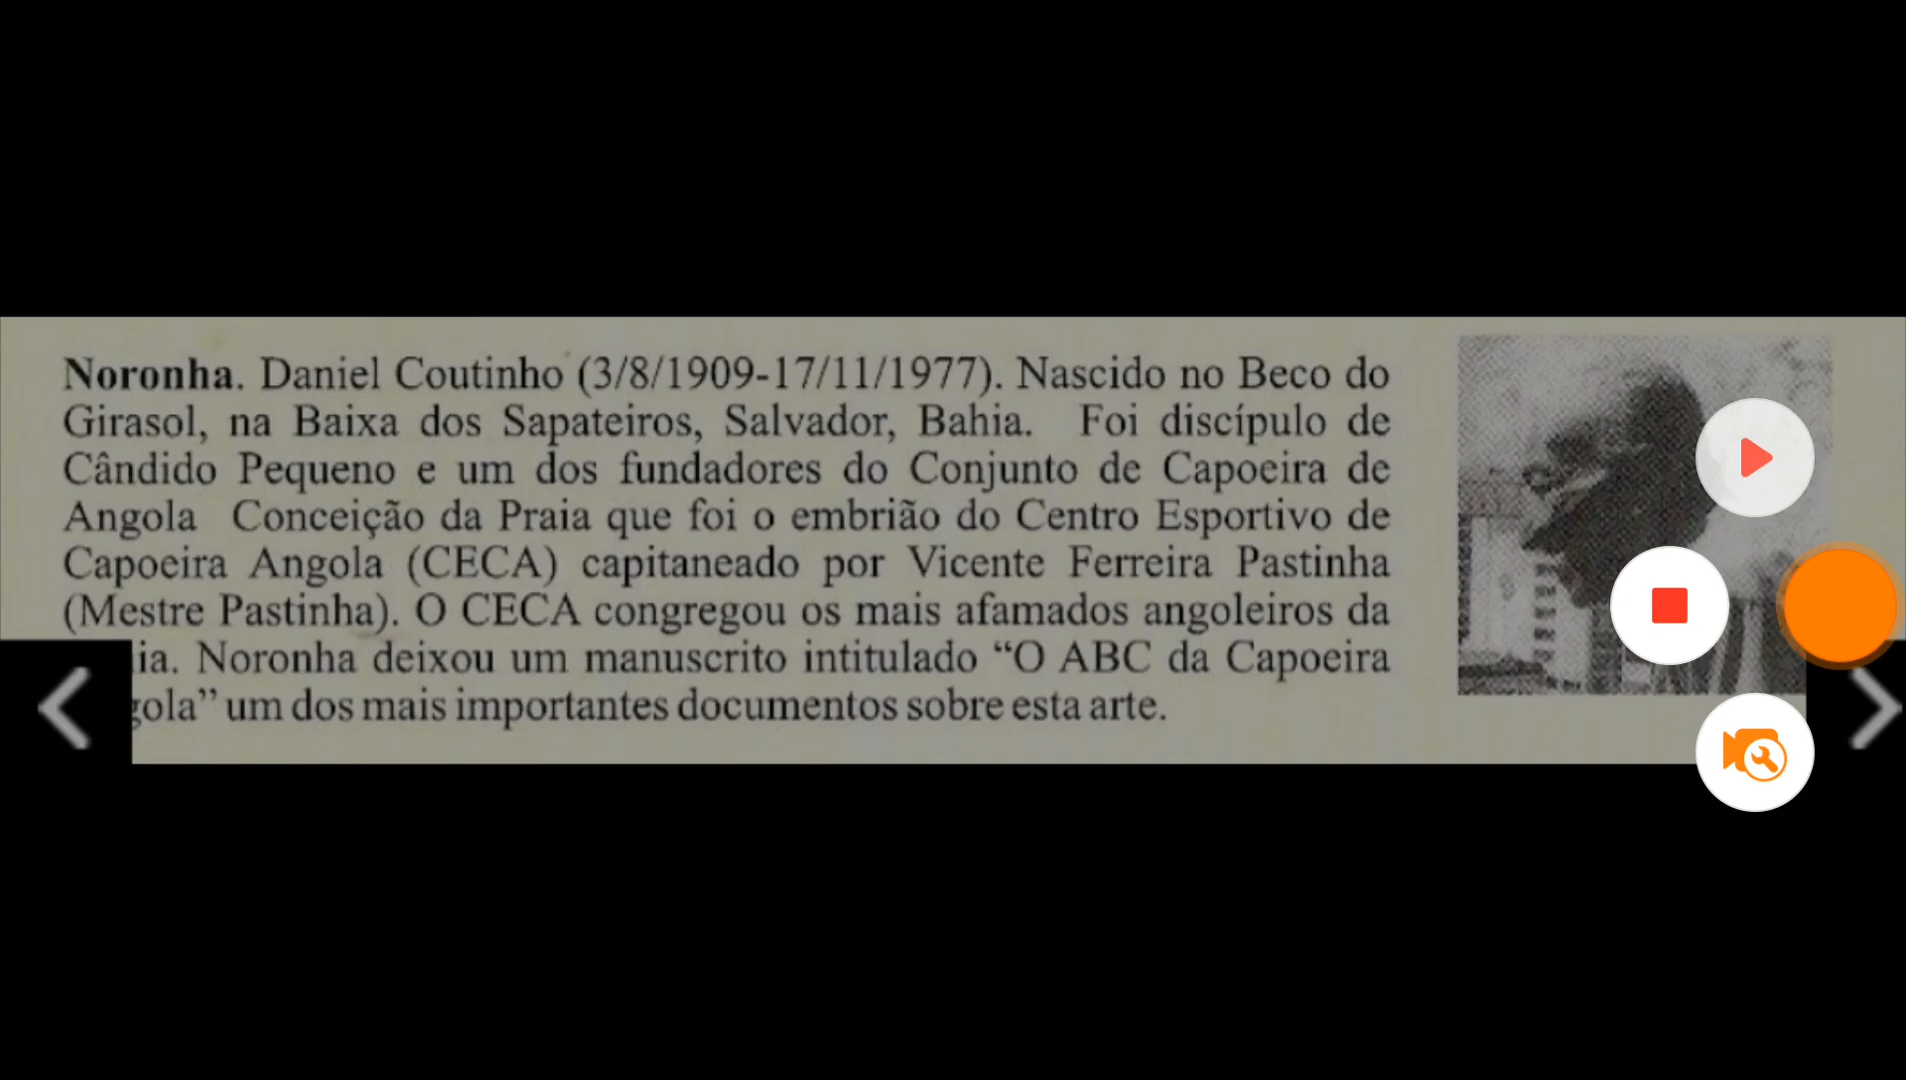 Noronha. Daniel Coutinho (3/8/1909-17/11/1977). Nascido no Beco do
Girasol, na Baixa dos Sapateiros, Salvador, Bahia. Foi discípulo de
Cândido Pequeno e um dos fundadores do Conjunto de Capoeira de
Angola Conceição da Praia que foi o embrião do Centro Esportivo de
Capoeira Angola (CECA) capitaneado por Vicente Ferreira Pastinha
(Mestre Pastinha). O CECA congregou os mais afamados angoleiros da
ia. Noronha deixou um manuscrito intitulado “O ABC da Capoeira
gola” um dos mais importantes documentos sobre esta arte.